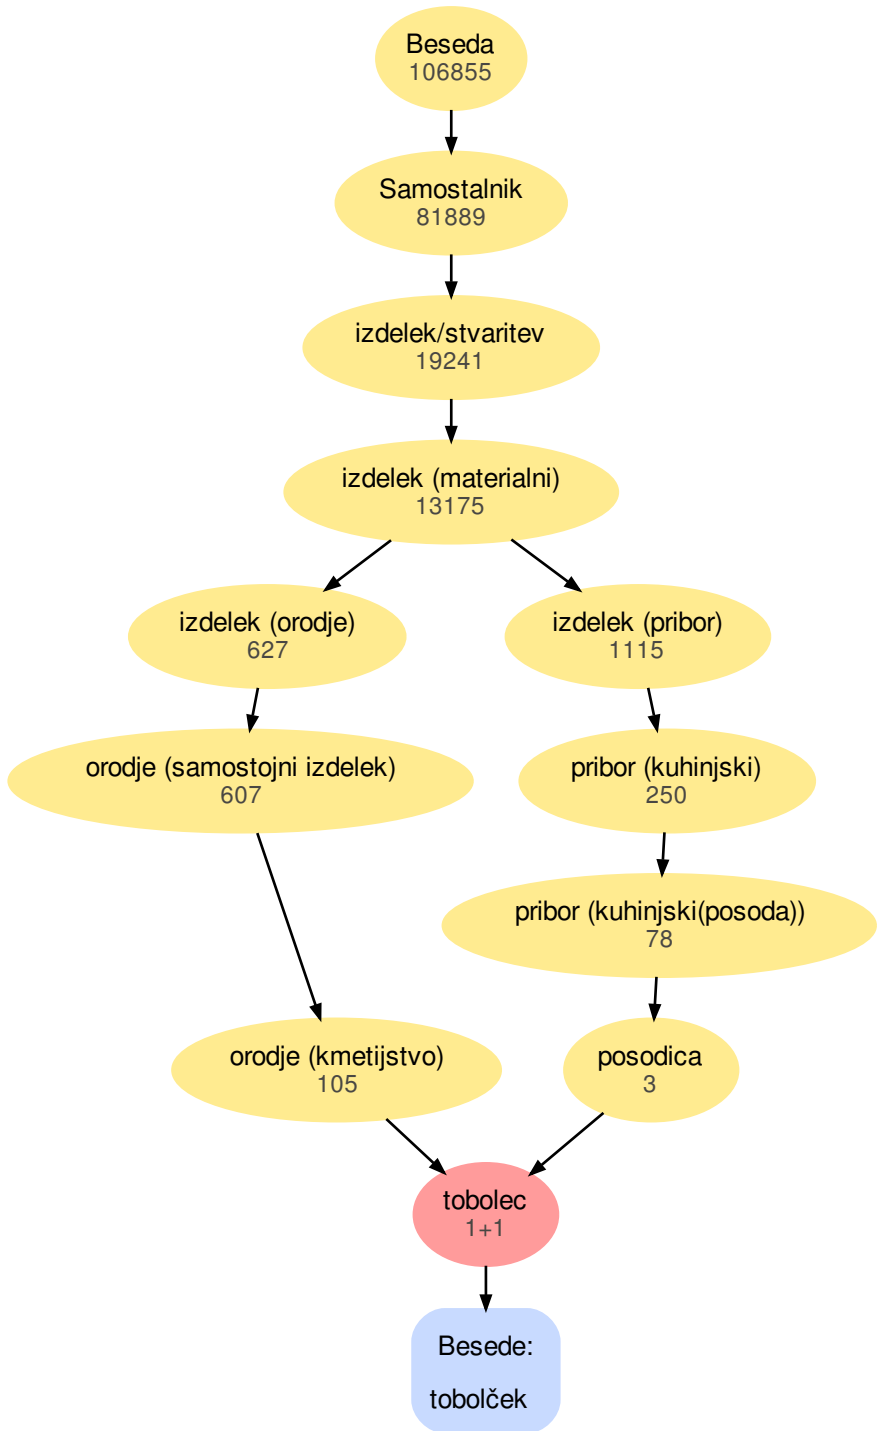 Beseda
106855
Samostalnik
81889
izdelek/stvaritev
19241
izdelek (materialni)
13175
izdelek (orodje)
627
izdelek (pribor)
1115
orodje (samostojni izdelek)
607
pribor (kuhinjski)
250
pribor (kuhinjski(posoda))
78
orodje (kmetijstvo)
105
posodica
3
tobolec
1+1
Besede:
tobolček